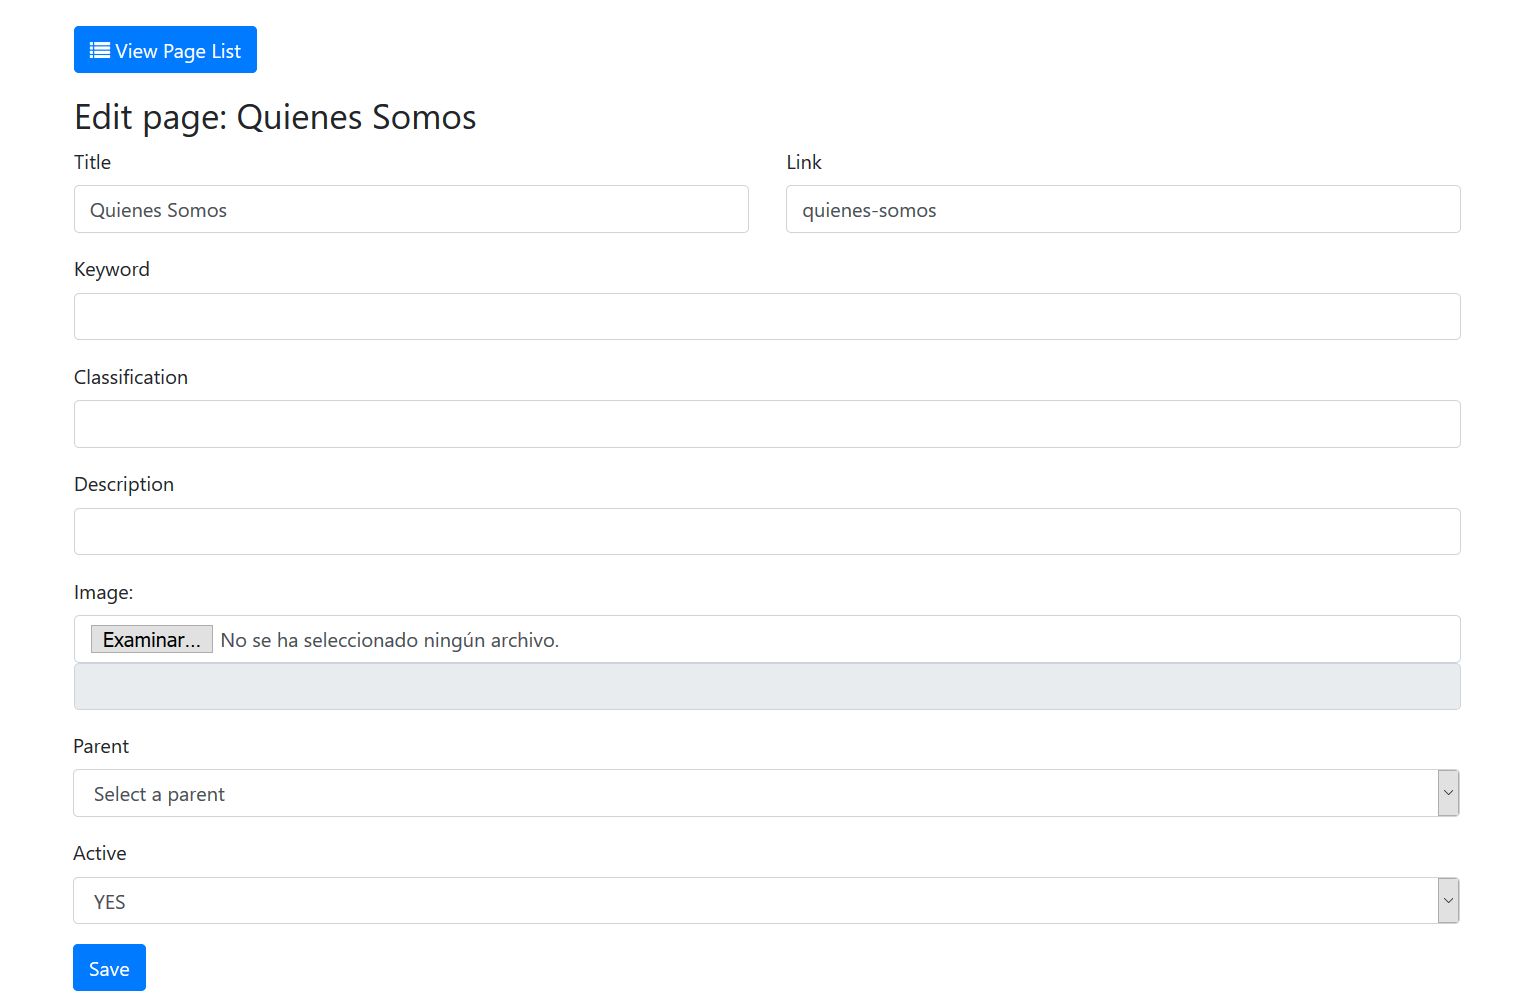 View Page List
Edit page: Quienes Somos
Title
Link
Quienes Somos
quienes-somos
Keyword
Classification
Description
Image:
Examinar... No se ha seleccionado ningún archivo.
Parent
Select a parent
Active
YES
Save